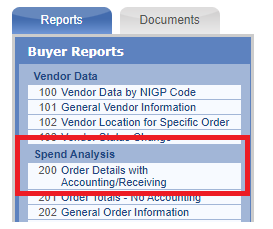 Reports
Documents
Buyer Reports
Vendor Data
100 Vendor Data by NIGP Code
101 General Vendor Information
102 Vendor Location for Specific Order
103 Vendor Status Change
Spend Analysis
200 Order Details with
Accounting/Receiving
201 Order Totals - No Accounting
202 General Order Information